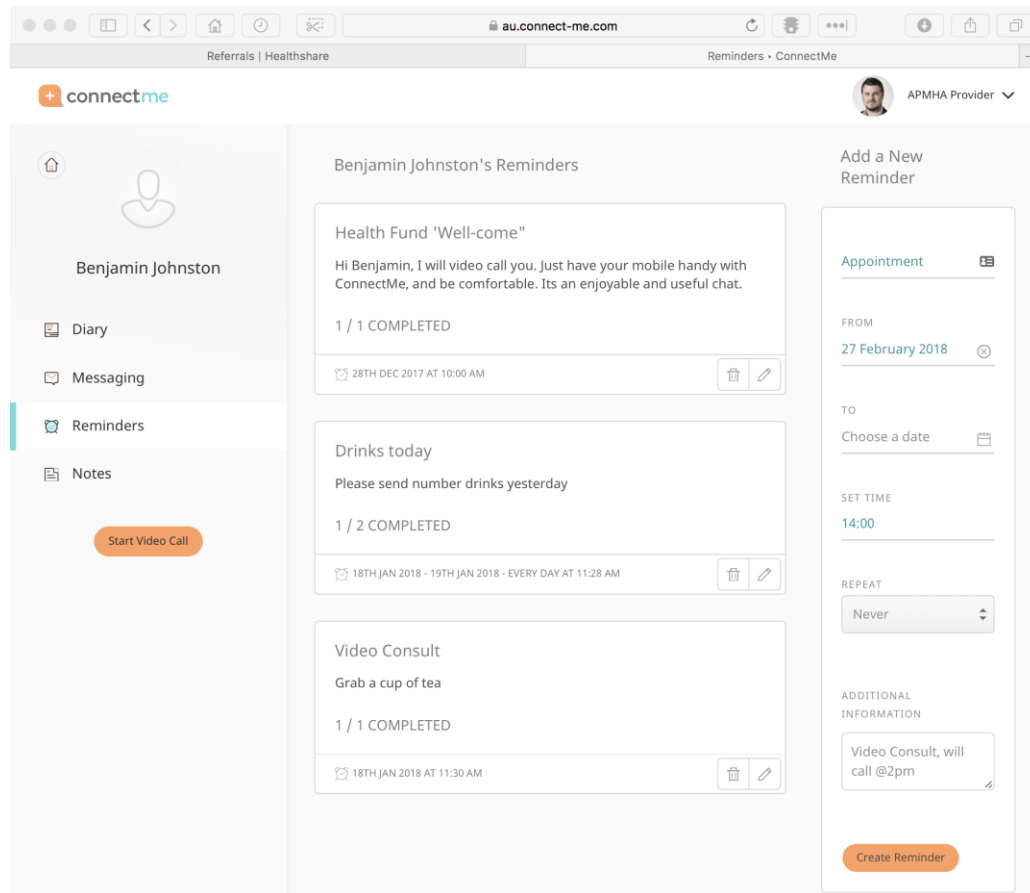 au.connect-me.com
Referrals | Healthshare
Reminders • ConnectMe
connectme
APMHA Provider
Benjamin Johnston
Diary
Messaging
Reminders
Notes
Start Video Call
Benjamin Johnston's Reminders
Health Fund 'Well-come"
Hi Benjamin, I will video call you. Just have your mobile handy with
ConnectMe, and be comfortable. Its an enjoyable and useful chat.
1 / 1 COMPLETED
28TH DEC 2017 AT 10:00 AM
Drinks today
Please send number drinks yesterday
1 / 2 COMPLETED
18TH JAN 2018 - 19TH JAN 2018 - EVERY DAY AT 11:28 AM
Video Consult
Grab a cup of tea
1 / 1 COMPLETED
18TH JAN 2018 AT 11:30 AM
Add a New
Reminder
Appointment
FROM
27 February 2018
TO
Choose a date
SET TIME
14:00
REPEAT
Never
ADDITIONAL
INFORMATION
Video Consult, will
call @2pm
Create Reminder